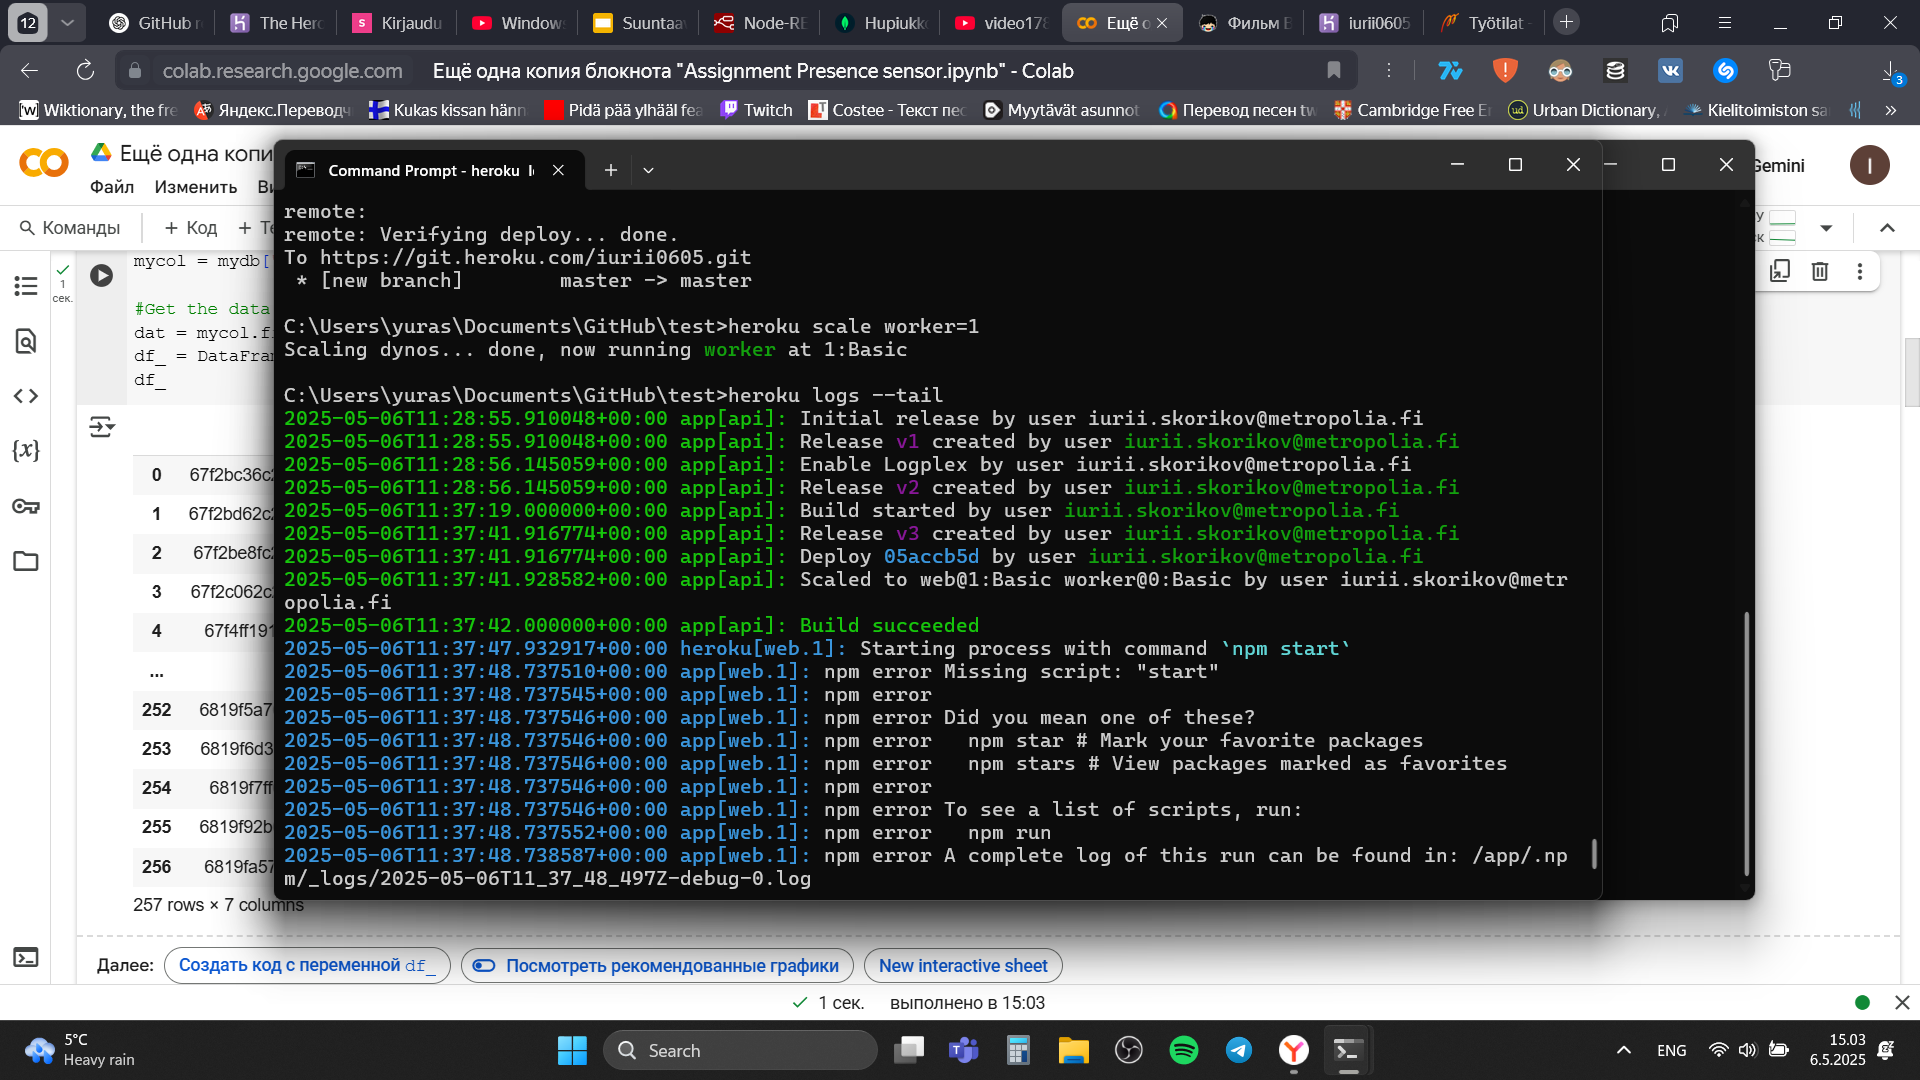 12
GitHub r
The Hero
Kirjaudu
Window
Suuntaa
Node-RE
Hupiukko
video178
Ещё о
Фильм В
iurii0605
Työtilat -
colab.research.google.com
Ещё одна копия блокнота "Assignment Presence sensor.ipynb" - Colab
3
Wiktionary, the fre
Яндекс.Переводч
Kukas kissan hänn
Pidä pää ylhääl fea
Twitch
Costee - Текст пес
Myytävät asunnot
Перевод песен tw
Cambridge Free E
Urban Dictionary,
Kielitoimiston sa
Ещё одна копи
Файл
Изменить
Command Prompt - heroku
Gemini
I
Команды
+ Код
1
сек.
mycol = mydb[
#Get the data
dat = mycol.f
df_ = DataFra
df_
0 67f2bc36c2
1 67f2bd62c2
2 67f2be8fc
3 67f2c062c
4 67f4ff191
...
252 6819f5a7
253 6819f6d3
254 6819f7ff
255 6819f92b
256 6819fa57
257 rows × 7 columns
remote:
remote: Verifying deploy... done.
To https://git.heroku.com/iurii0605.git
* [new branch] master -> master
C:\Users\yuras\Documents\GitHub\test>heroku scale worker=1
Scaling dynos... done, now running worker at 1:Basic
C:\Users\yuras\Documents\GitHub\test>heroku logs --tail
2025-05-06T11:28:55.910048+00:00 app[api]: Initial release by user iurii.skorikov@metropolia.fi
2025-05-06T11:28:55.910048+00:00 app[api]: Release v1 created by user iurii.skorikov@metropolia.fi
2025-05-06T11:28:56.145059+00:00 app[api]: Enable Logplex by user iurii.skorikov@metropolia.fi
2025-05-06T11:28:56.145059+00:00 app[api]: Release v2 created by user iurii.skorikov@metropolia.fi
2025-05-06T11:37:19.000000+00:00 app[api]: Build started by user iurii.skorikov@metropolia.fi
2025-05-06T11:37:41.916774+00:00 app[api]: Release v3 created by user iurii.skorikov@metropolia.fi
2025-05-06T11:37:41.916774+00:00 app[api]: Deploy 05accb5d by user iurii.skorikov@metropolia.fi
2025-05-06T11:37:41.928582+00:00 app[api]: Scaled to web@1:Basic worker@0:Basic by user iurii.skorikov@metr
opolia.fi
2025-05-06T11:37:42.000000+00:00 app[api]: Build succeeded
2025-05-06T11:37:47.932917+00:00 heroku[web.1]: Starting process with command `npm start`
2025-05-06T11:37:48.737510+00:00 app[web.1]: npm error Missing script: "start"
2025-05-06T11:37:48.737545+00:00 app[web.1]: npm error
2025-05-06T11:37:48.737546+00:00 app[web.1]: npm error Did you mean one of these?
2025-05-06T11:37:48.737546+00:00 app[web.1]: npm error   npm star # Mark your favorite packages
2025-05-06T11:37:48.737546+00:00 app[web.1]: npm error   npm stars # View packages marked as favorites
2025-05-06T11:37:48.737546+00:00 app[web.1]: npm error
2025-05-06T11:37:48.737546+00:00 app[web.1]: npm error To see a list of scripts, run:
2025-05-06T11:37:48.737552+00:00 app[web.1]: npm error   npm run
2025-05-06T11:37:48.738587+00:00 app[web.1]: npm error A complete log of this run can be found in: /app/.np
m/_logs/2025-05-06T11_37_48_497Z-debug-0.log
Далее:
Создать код с переменной df_
Посмотреть рекомендованные графики
New interactive sheet
1 сек. выполнено в 15:03
5°C
Heavy rain
Search
ENG
15.03
6.5.2025